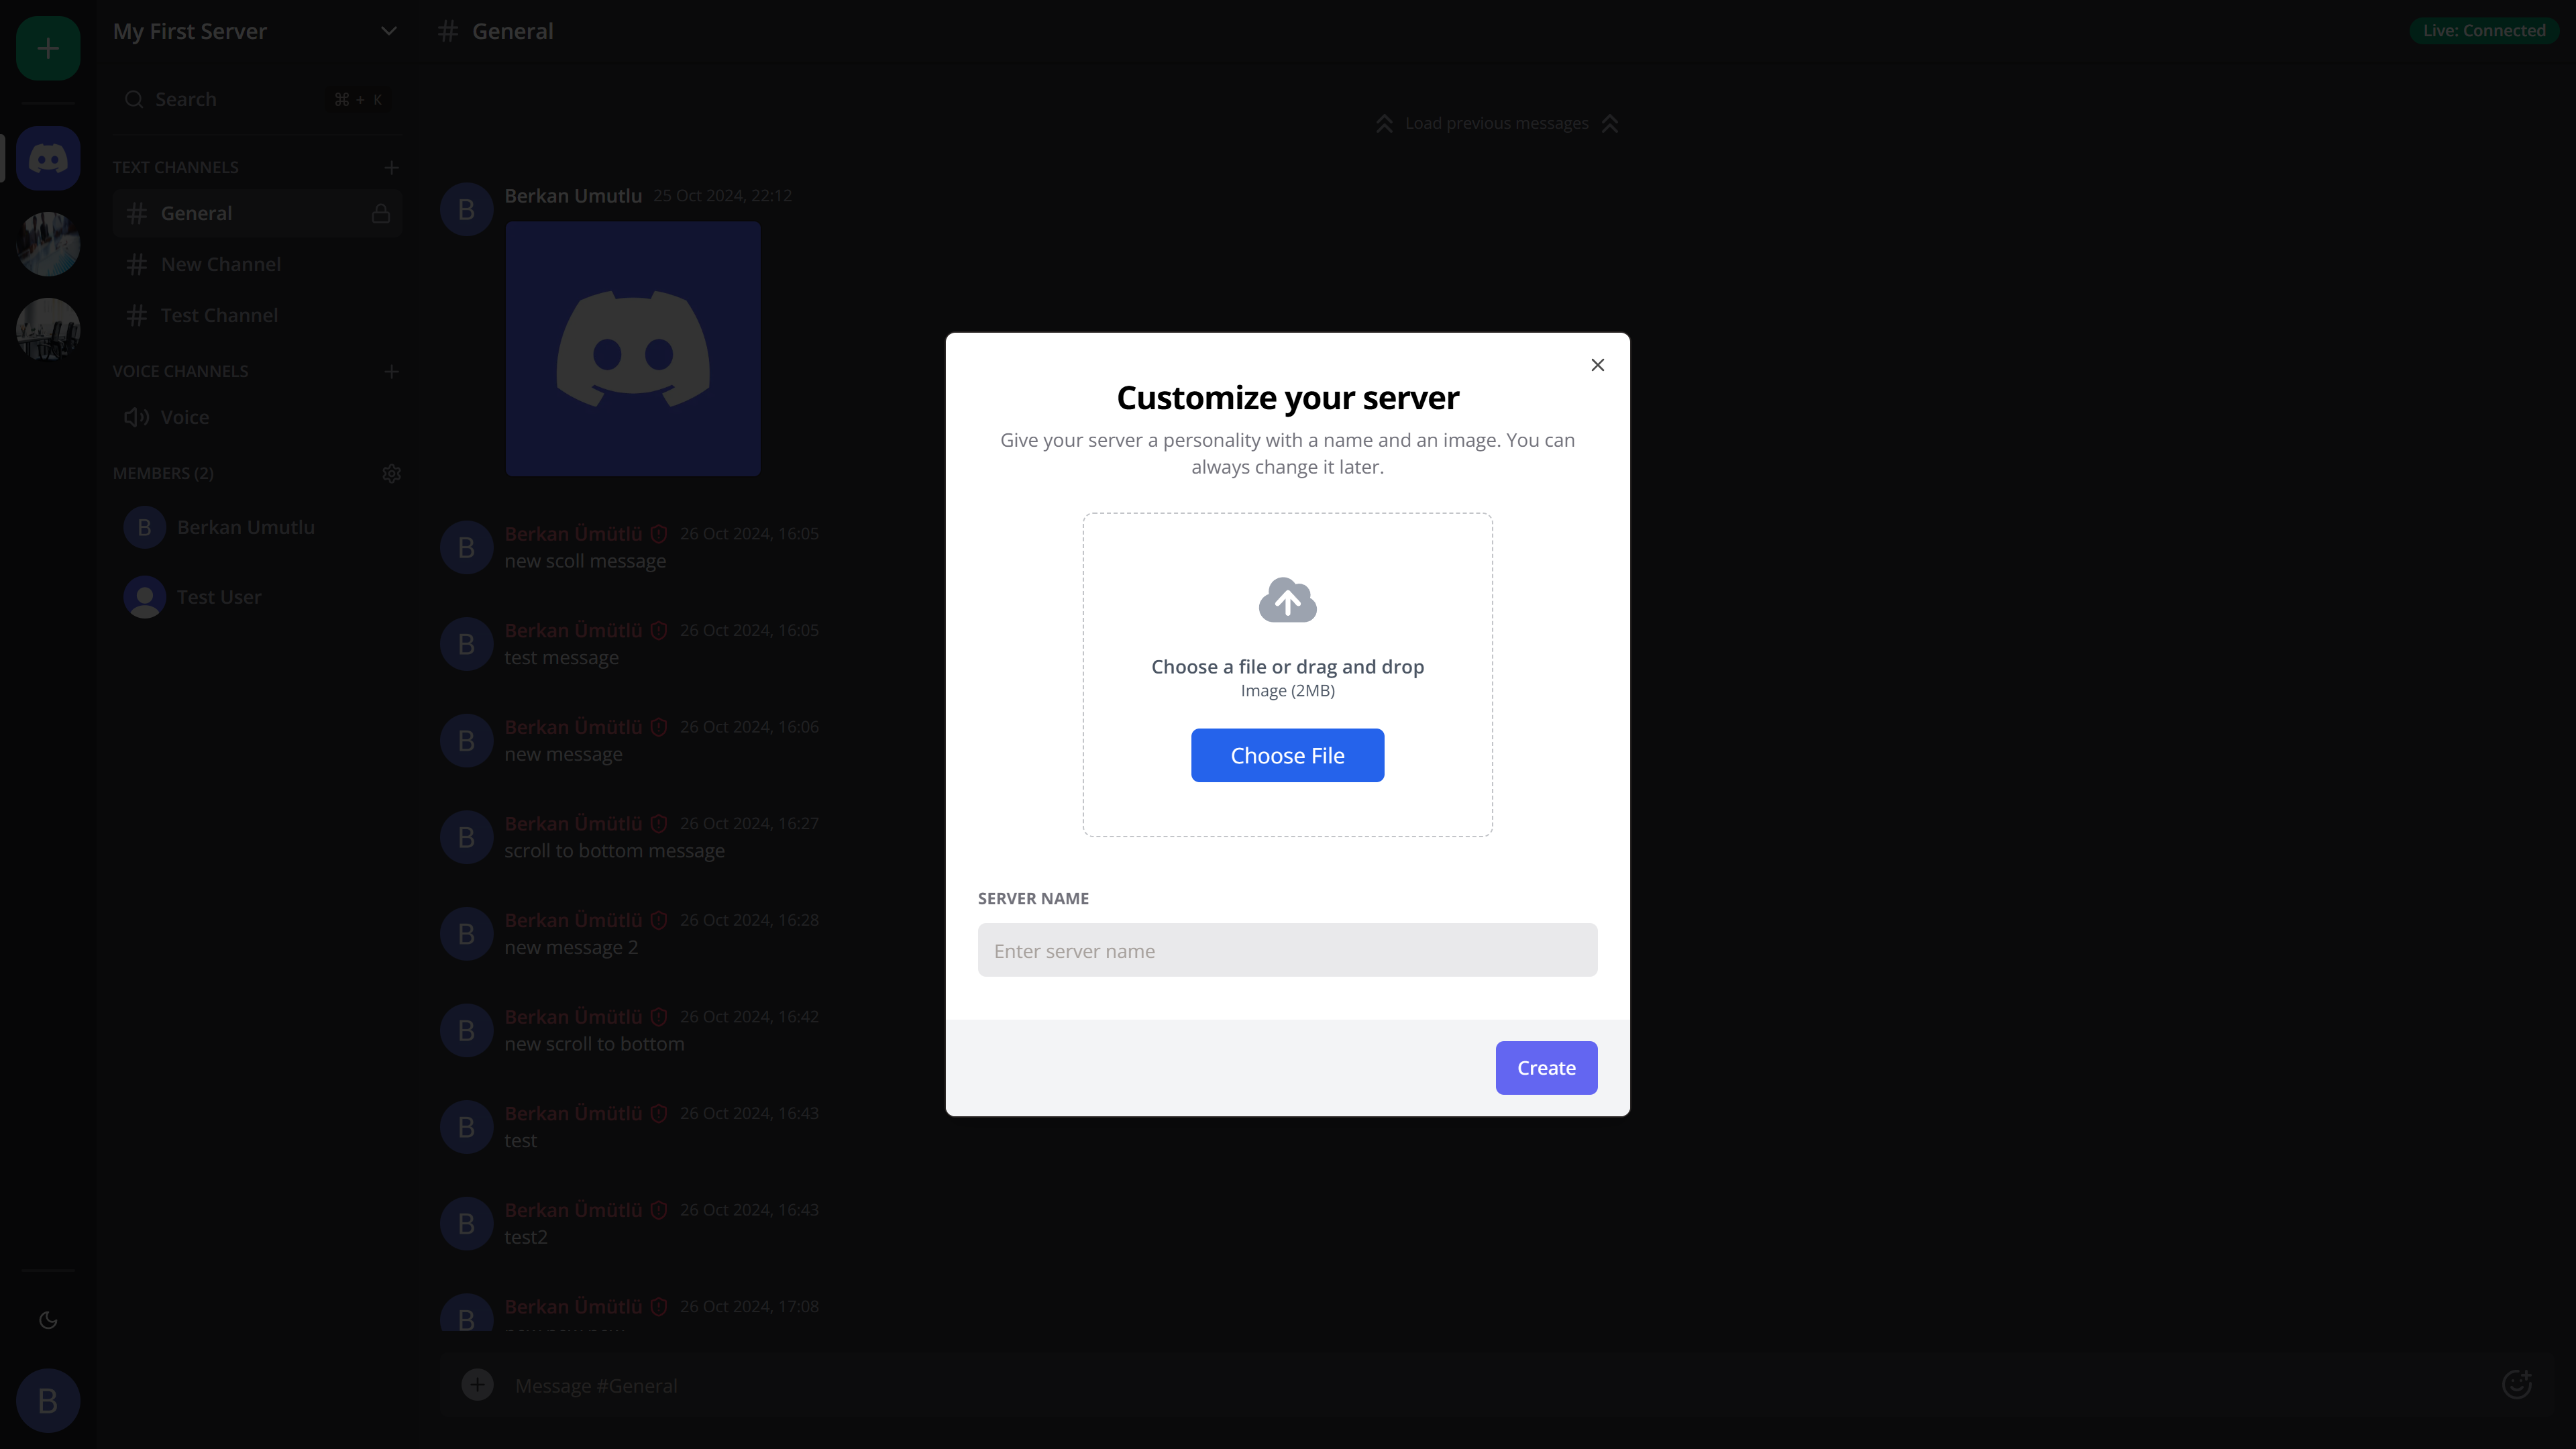 My First Server
Search
⌘ + K
TEXT CHANNELS
General
New Channel
Test Channel
VOICE CHANNELS
Voice
MEMBERS (2)
B
Berkan Umutlu
Test User
B
General
Live: Connected
Load previous messages
B
Berkan Umutlu 25 Oct 2024, 22:12
B
Berkan Ümütlü 26 Oct 2024, 16:05
new scoll message
B
Berkan Ümütlü 26 Oct 2024, 16:05
test message
B
Berkan Ümütlü 26 Oct 2024, 16:06
new message
B
Berkan Ümütlü 26 Oct 2024, 16:27
scroll to bottom message
B
Berkan Ümütlü 26 Oct 2024, 16:28
new message 2
B
Berkan Ümütlü 26 Oct 2024, 16:42
new scroll to bottom
B
Berkan Ümütlü 26 Oct 2024, 16:43
test
B
Berkan Ümütlü 26 Oct 2024, 16:43
test2
B
Berkan Ümütlü 26 Oct 2024, 17:08
Message #General
Customize your server
Give your server a personality with a name and an image. You can
always change it later.
Choose a file or drag and drop
Image (2MB)
Choose File
SERVER NAME
Enter server name
Create